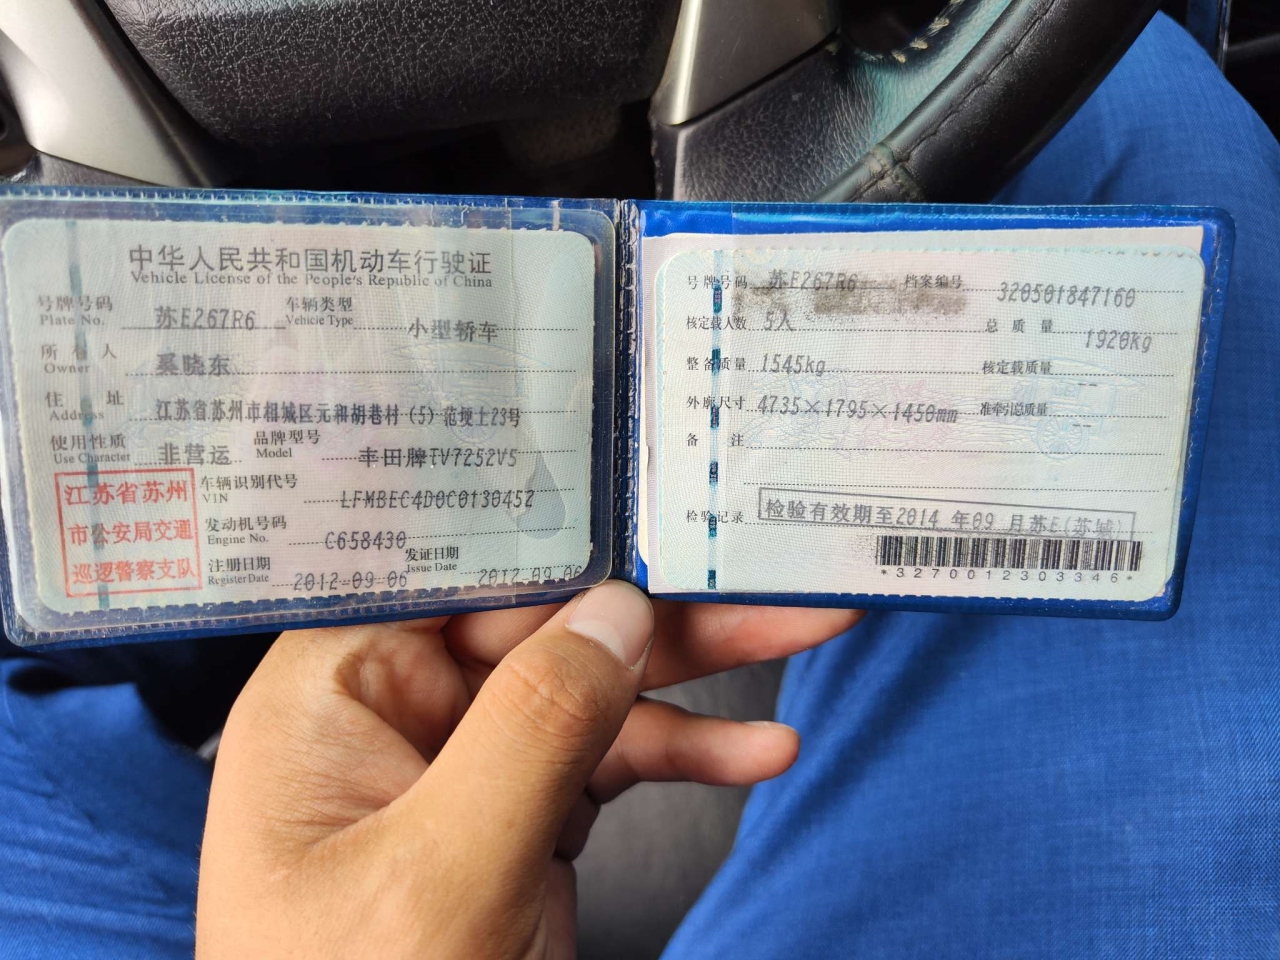 中华人民共和国机动车行驶证
Vehicle License of the People's Republic of China
号牌号码 苏E267R6 车辆类型 小型轿车
Plate No. Vehicle Type
所有人 奚晓东
Owner
住址 江苏省苏州市相城区元和胡巷村(5)范埂上23号
Address
使用性质 非营运 品牌型号 丰田牌TV7252V5
Use Character Model
江苏省苏州
市公安局交通
巡逻警察支队
车辆识别代号 LFMBEC4D0C0130452
VIN
发动机号码 C658430
Engine No.
注册日期 2012-09-06 发证日期 2012-09-06
Register Date Issue Date
号牌号码 苏E267R6 档案编号 320501847160
核定载人数 5人 总质量 1920kg
整备质量 1545kg 核定载质量 --
外廓尺寸 4735×1795×1450mm 准牵引总质量 --
备注
检验记录 检验有效期至2014年09月苏E(苏城)
*3270012303346*